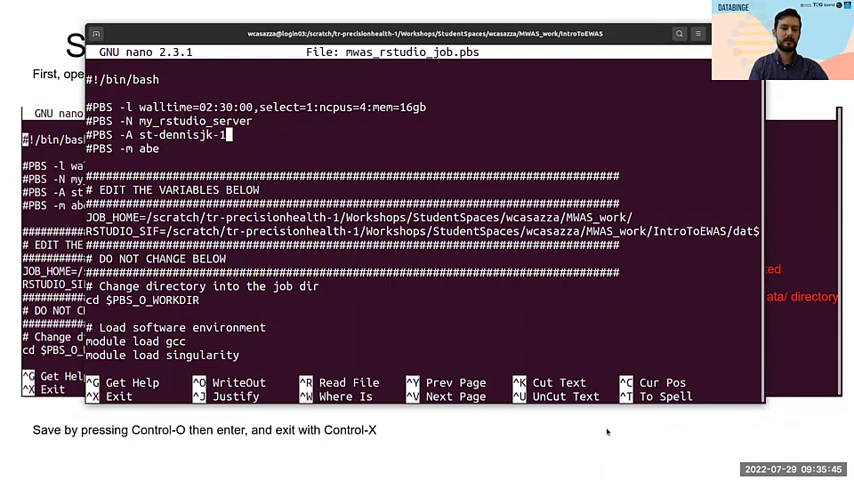 DATABINGE
wcasazza@login03:/scratch/tr-precisionhealth-1/Workshops/StudentSpaces/wcasazza/MWAS_work/IntroToEWAS
GNU nano 2.3.1 File: mwas_rstudio_job.pbs
#!/bin/bash
#PBS -l walltime=02:30:00,select=1:ncpus=4:mem=16gb
#PBS -N my_rstudio_server
#PBS -A st-dennisjk-1
#PBS -m abe
################################################################################
# EDIT THE VARIABLES BELOW
################################################################################
JOB_HOME=/scratch/tr-precisionhealth-1/Workshops/StudentSpaces/wcasazza/MWAS_work/
RSTUDIO_SIF=/scratch/tr-precisionhealth-1/Workshops/StudentSpaces/wcasazza/MWAS_work/IntroToEWAS/dat$
################################################################################
# DO NOT CHANGE BELOW
################################################################################
# Change directory into the job dir
cd $PBS_O_WORKDIR
# Load software environment
module load gcc
module load singularity
^G Get Help ^O WriteOut ^R Read File ^Y Prev Page ^K Cut Text ^C Cur Pos
^X Exit ^J Justify ^W Where Is ^V Next Page ^U UnCut Text ^T To Spell
First, ope
GNU nano
#!/bin/bas
#PBS -l wa
#PBS -N my
#PBS -A st
#PBS -m abe
##########
# EDIT THE
##########
JOB_HOME=/
RSTUDIO_SI
##########
# DO NOT C
##########
# Change d
cd $PBS_O_
^G Get Hel
^X Exit
ata/ directory
Save by pressing Control-O then enter, and exit with Control-X
2022-07-29 09:35:45